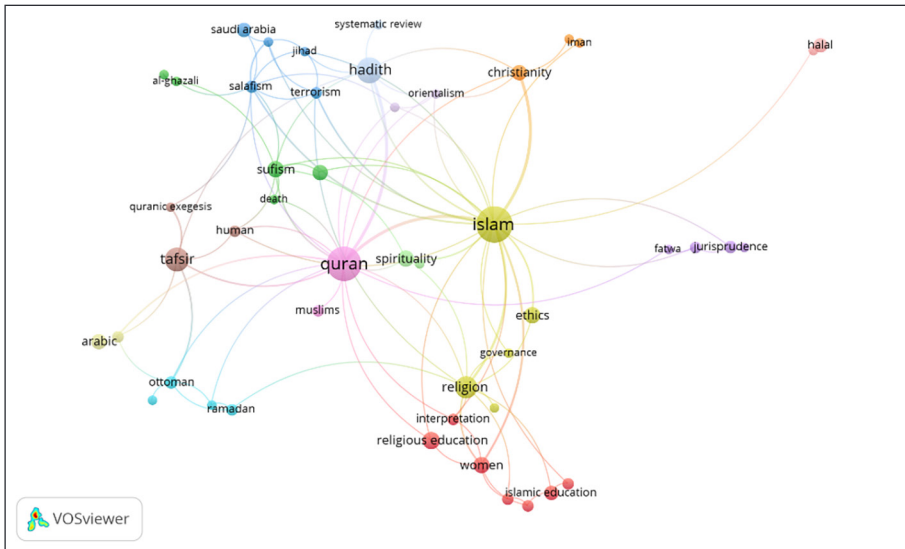 saudi arabia
systematic review
jihad
hadith
iman
halal
christianity
al-ghazali
salafism
terrorism
orientalism
sufism
death
quranic exegesis
islam
human
tafsir
quran
spirituality
fatwa
jurisprudence
muslims
ethics
arabic
governance
ottoman
religion
ramadan
interpretation
religious education
women
islamic education
VOSviewer